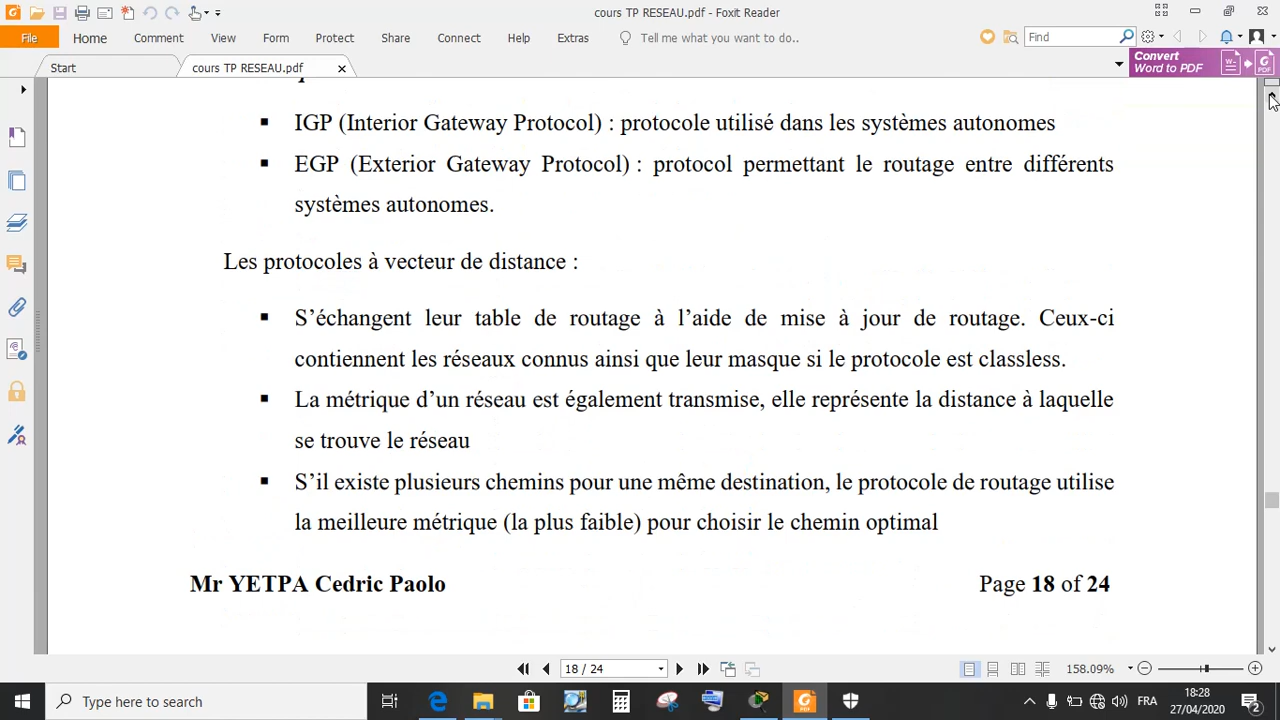 cours TP RESEAU.pdf - Foxit Reader
File Home Comment View Form Protect Share Connect Help Extras Tell me what you want to do.. Find
Start cours TP RESEAU.pdf
Convert
Word to PDF
▪ IGP (Interior Gateway Protocol) : protocole utilisé dans les systèmes autonomes
▪ EGP (Exterior Gateway Protocol) : protocol permettant le routage entre différents
systèmes autonomes.
Les protocoles à vecteur de distance :
▪ S’échangent leur table de routage à l’aide de mise à jour de routage. Ceux-ci
contiennent les réseaux connus ainsi que leur masque si le protocole est classless.
▪ La métrique d’un réseau est également transmise, elle représente la distance à laquelle
se trouve le réseau
▪ S’il existe plusieurs chemins pour une même destination, le protocole de routage utilise
la meilleure métrique (la plus faible) pour choisir le chemin optimal
Mr YETPA Cedric Paolo Page 18 of 24
18 / 24 158.09%
Type here to search FRA 18:28
27/04/2020 2